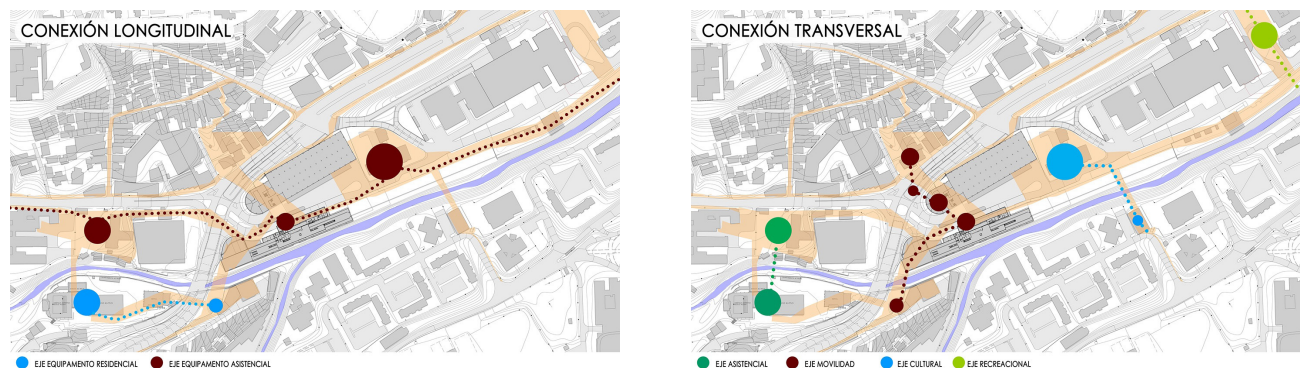 CONEXIÓN LONGITUDINAL
EJE EQUIPAMENTO RESIDENCIAL
EJE EQUIPAMENTO ASISTENCIAL
CONEXIÓN TRANSVERSAL
EJE ASISTENCIAL
EJE MOVILIDAD
EJE CULTURAL
EJE RECREACIONAL